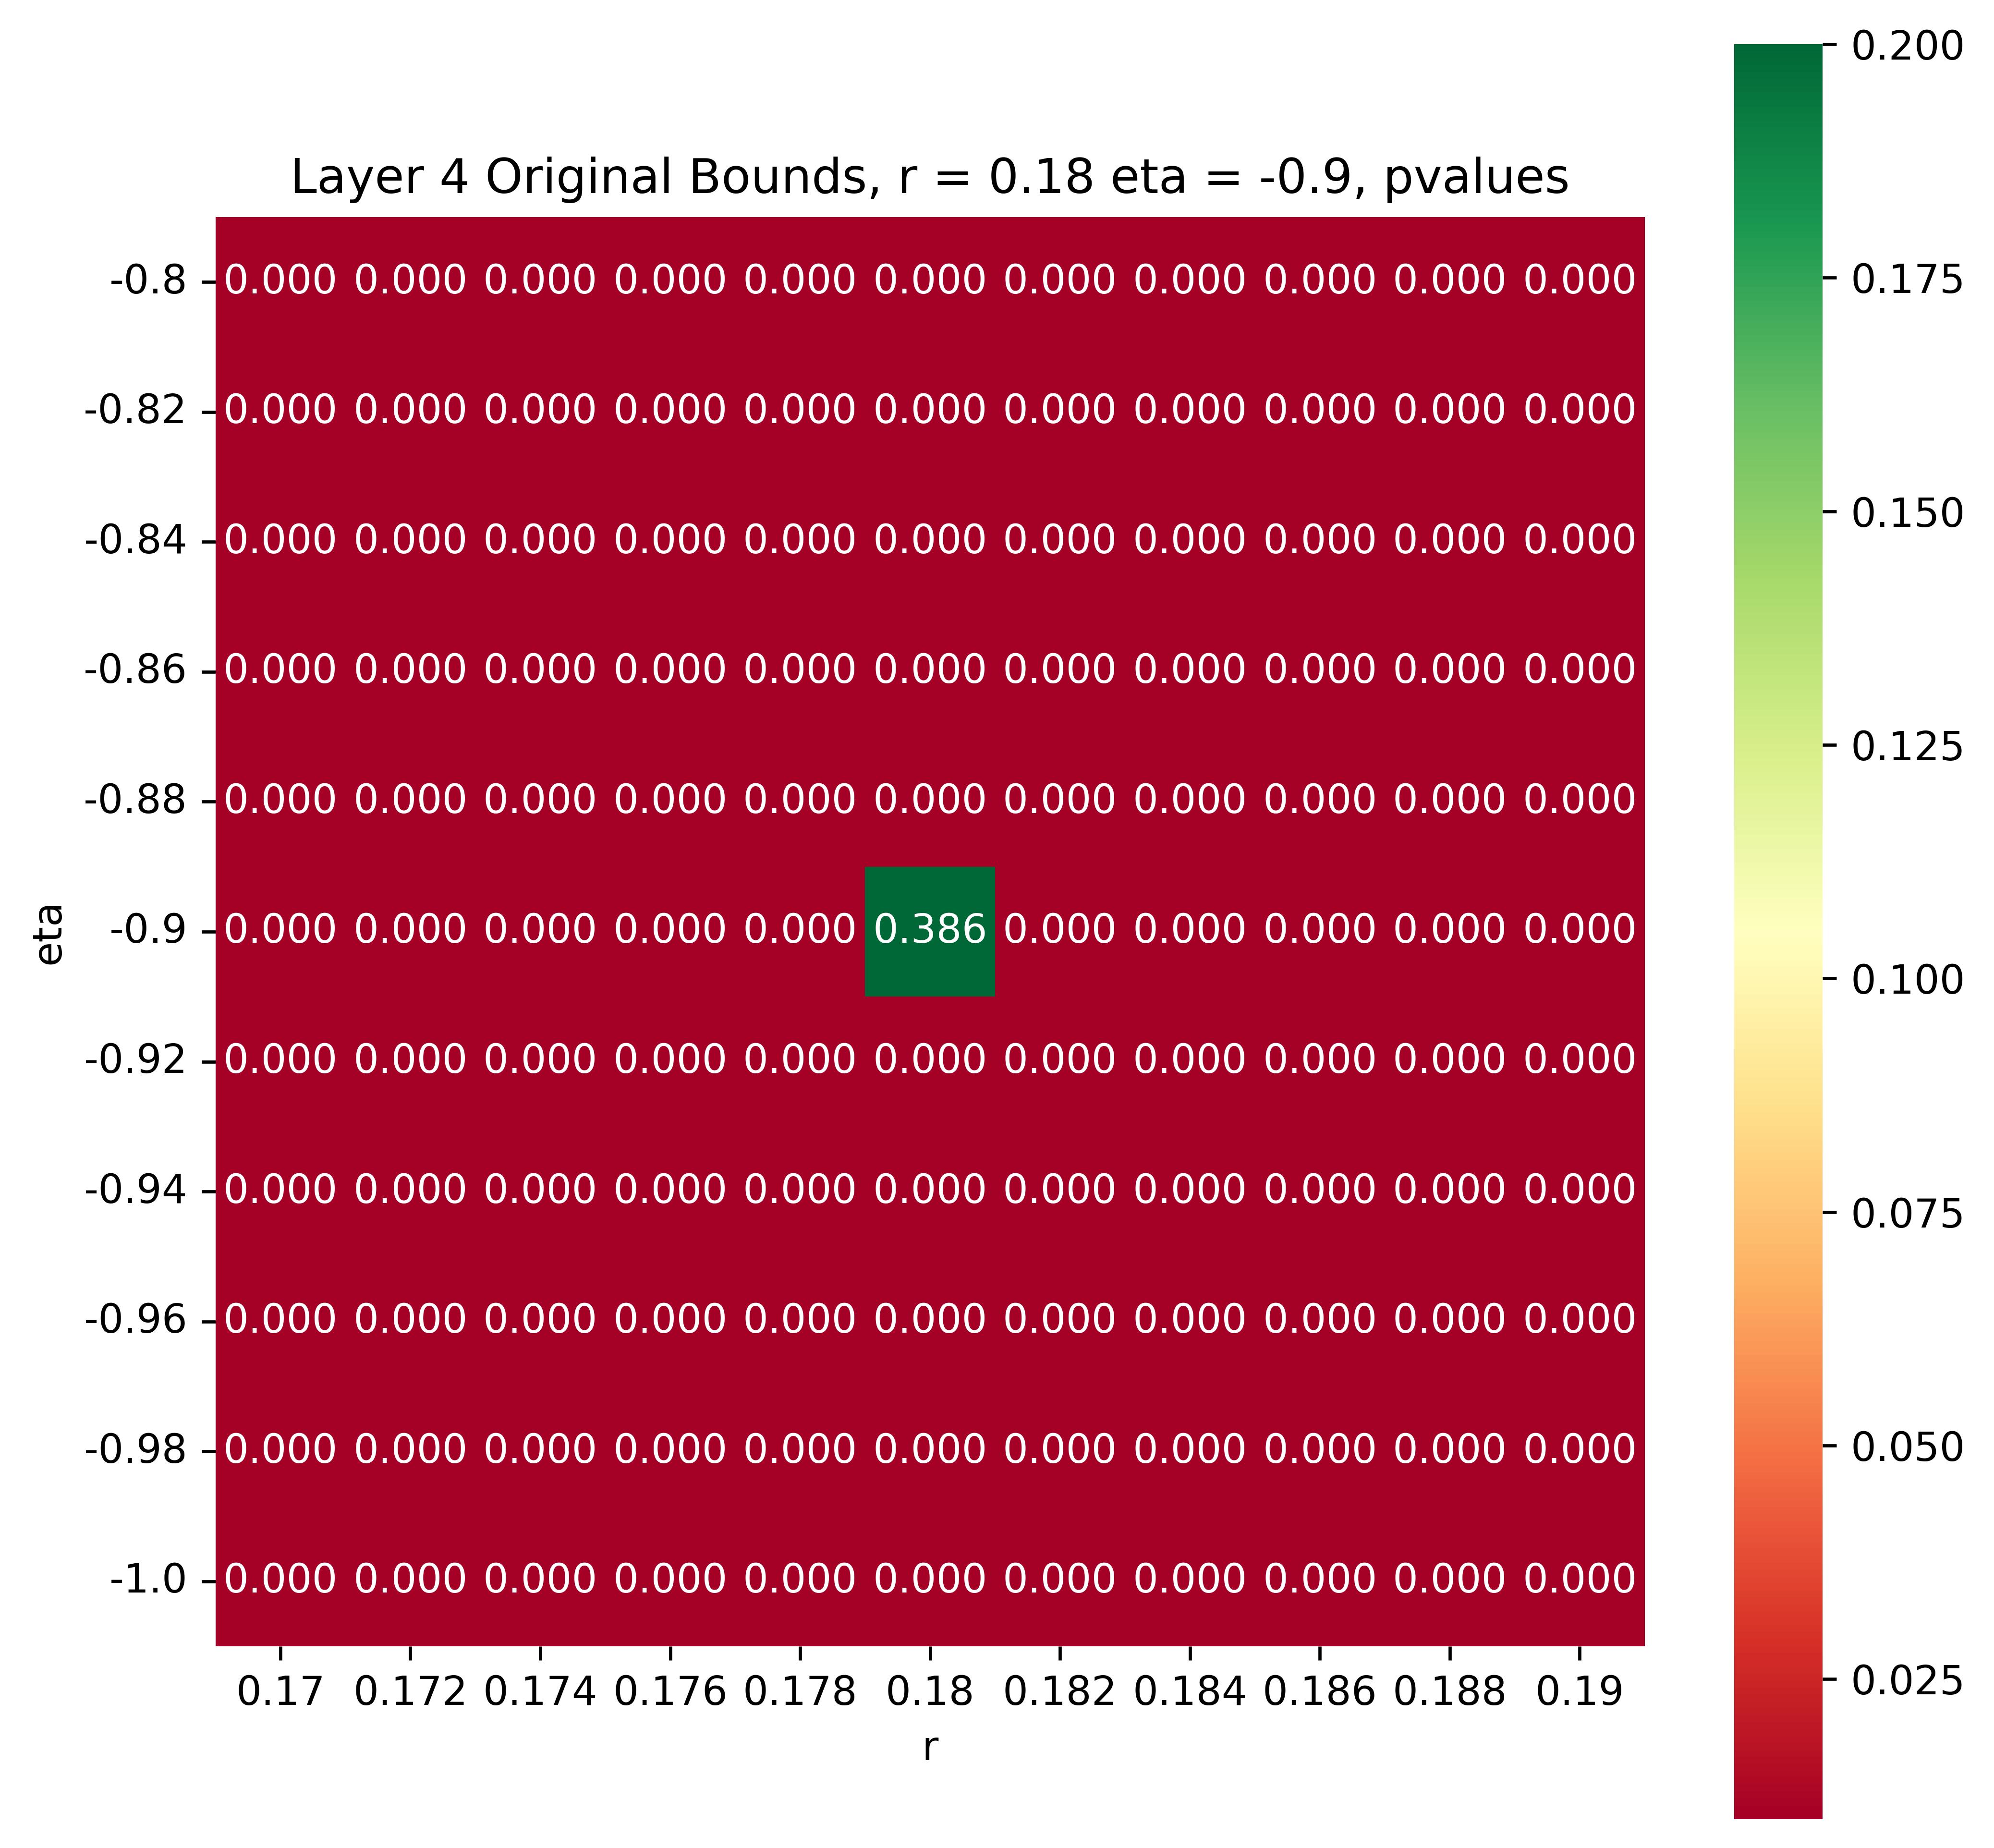 Layer 4 Original Bounds, r = 0.18 eta = -0.9, pvalues
-0.8 0.000 0.000 0.000 0.000 0.000 0.000 0.000 0.000 0.000 0.000 0.000
-0.82 0.000 0.000 0.000 0.000 0.000 0.000 0.000 0.000 0.000 0.000 0.000
-0.84 0.000 0.000 0.000 0.000 0.000 0.000 0.000 0.000 0.000 0.000 0.000
-0.86 0.000 0.000 0.000 0.000 0.000 0.000 0.000 0.000 0.000 0.000 0.000
-0.88 0.000 0.000 0.000 0.000 0.000 0.000 0.000 0.000 0.000 0.000 0.000
-0.9 0.000 0.000 0.000 0.000 0.000 0.386 0.000 0.000 0.000 0.000 0.000
-0.92 0.000 0.000 0.000 0.000 0.000 0.000 0.000 0.000 0.000 0.000 0.000
-0.94 0.000 0.000 0.000 0.000 0.000 0.000 0.000 0.000 0.000 0.000 0.000
-0.96 0.000 0.000 0.000 0.000 0.000 0.000 0.000 0.000 0.000 0.000 0.000
-0.98 0.000 0.000 0.000 0.000 0.000 0.000 0.000 0.000 0.000 0.000 0.000
-1.0 0.000 0.000 0.000 0.000 0.000 0.000 0.000 0.000 0.000 0.000 0.000
0.17 0.172 0.174 0.176 0.178 0.18 0.182 0.184 0.186 0.188 0.19
r
eta
0.200
0.175
0.150
0.125
0.100
0.075
0.050
0.025